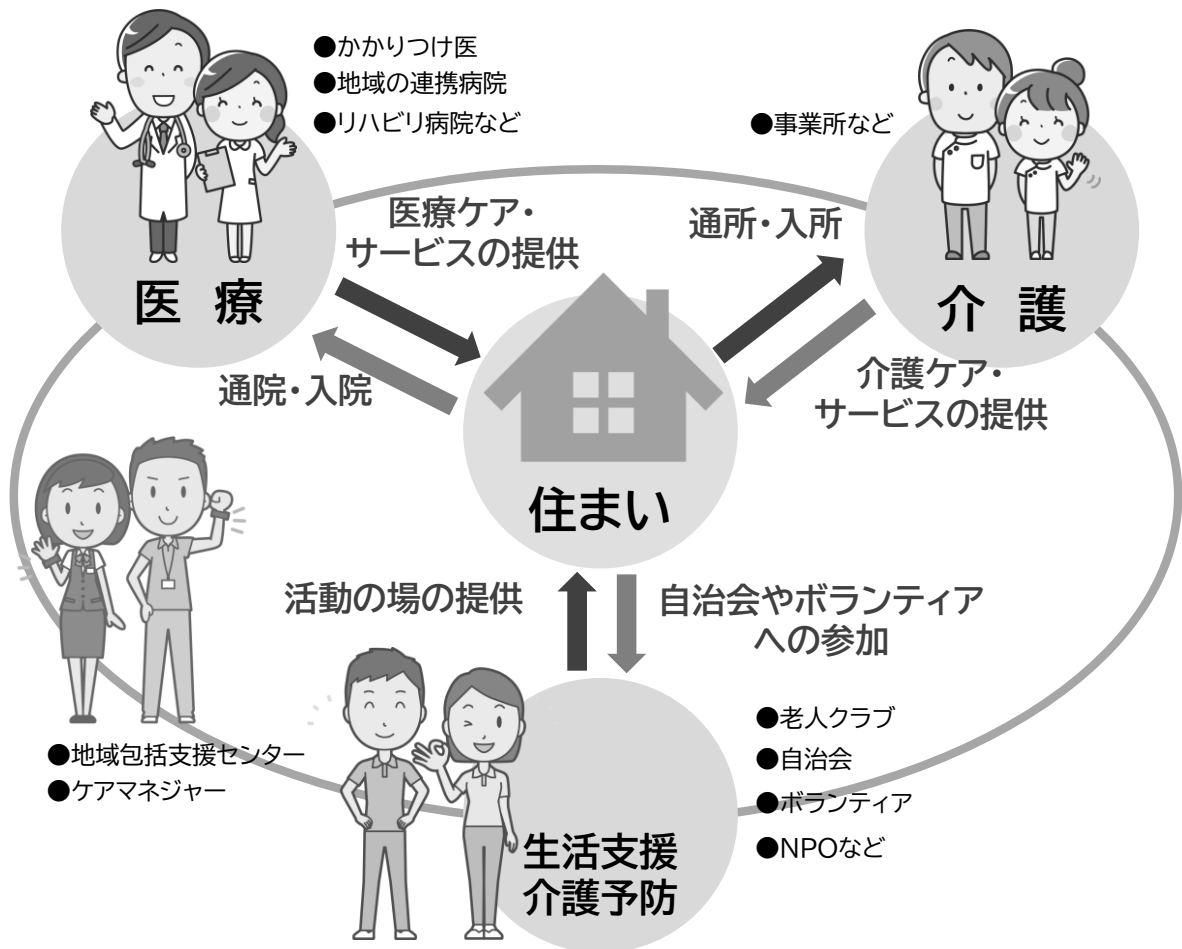 ●かかりつけ医
●地域の連携病院
●リハビリ病院など
●事業所など
医療ケア・
サービスの提供
通所・入所
医 療
介 護
通院・入院
介護ケア・
サービスの提供
住まい
活動の場の提供
自治会やボランティア
への参加
●地域包括支援センター
●ケアマネジャー
●老人クラブ
●自治会
●ボランティア
●NPOなど
生活支援
介護予防